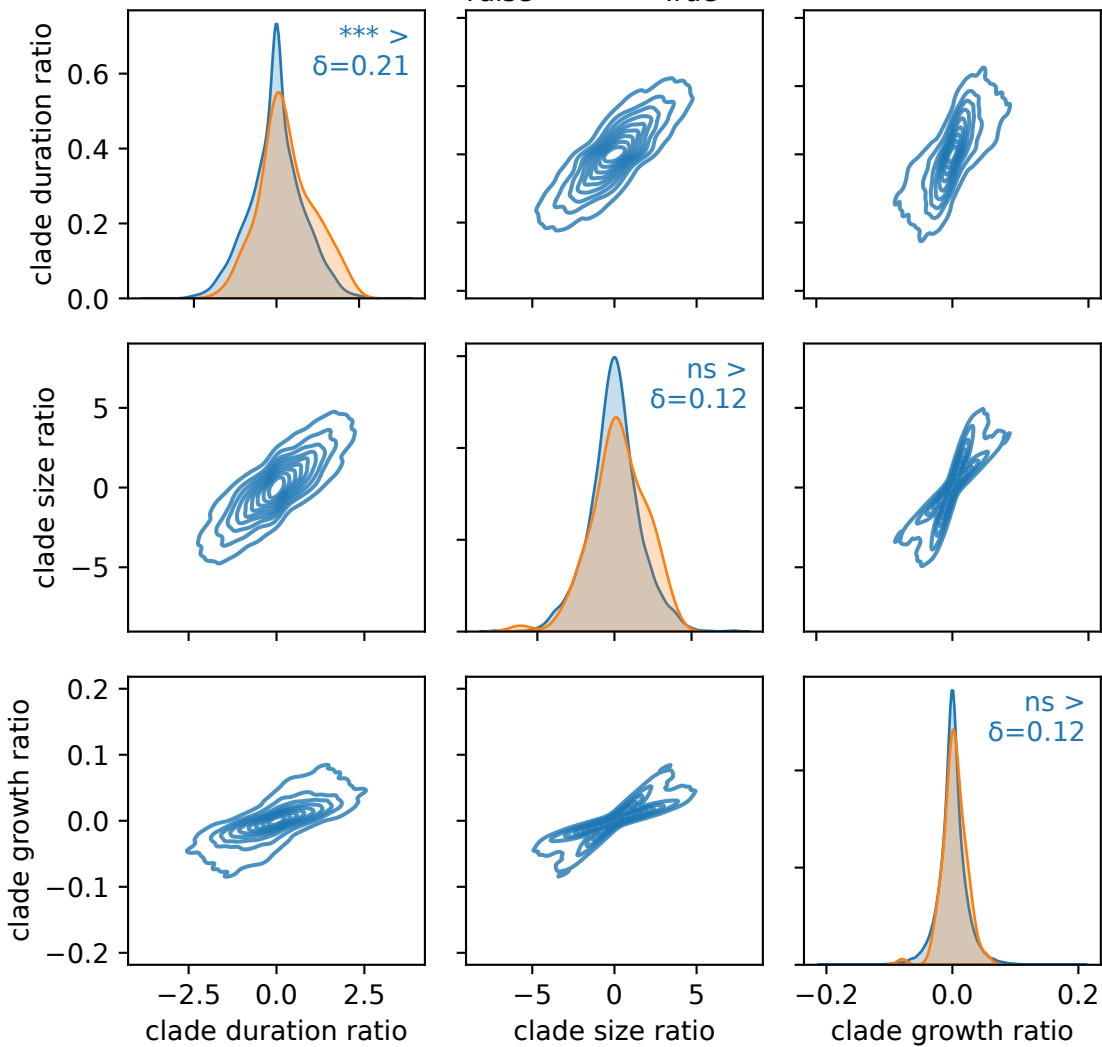 clade duration ratio
0.6
0.4
0.2
0.0
*** >
δ=0.21
clade size ratio
5
0
−5
ns >
δ=0.12
clade growth ratio
0.2
0.1
0.0
−0.1
−0.2
ns >
δ=0.12
−2.5 0.0 2.5
−5 0 5
−0.2 0.0 0.2
clade duration ratio
clade size ratio
clade growth ratio